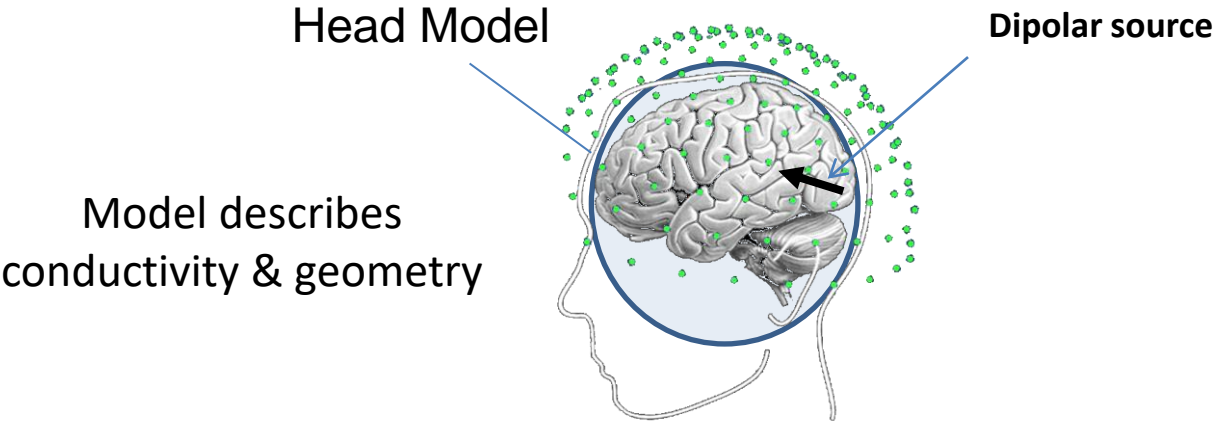 Head Model
Dipolar source
Model describes
conductivity & geometry